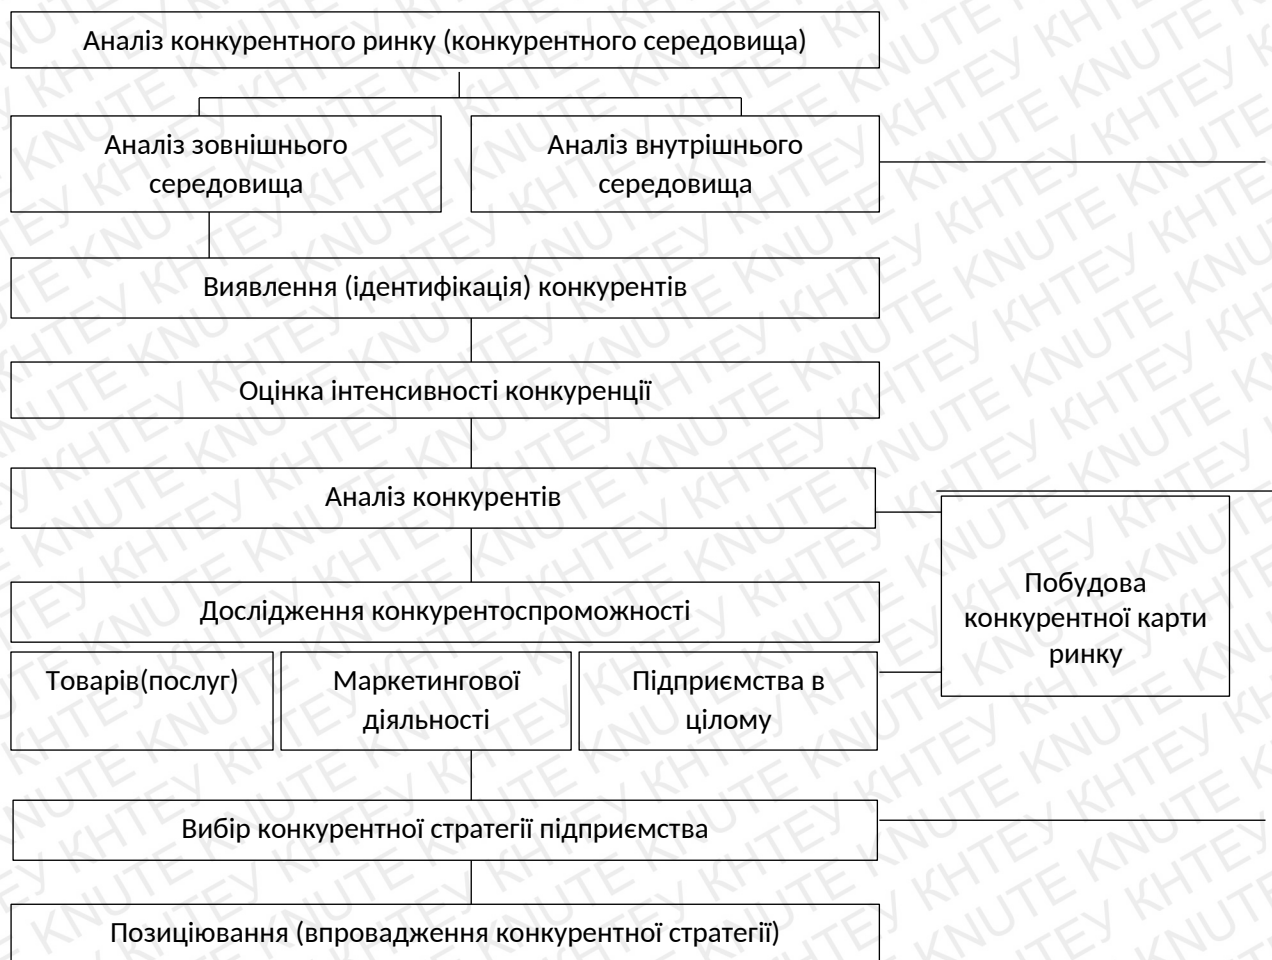 Аналіз конкурентного ринку (конкурентного середовища)
Аналіз зовнішнього
середовища
Аналіз внутрішнього
середовища
Виявлення (ідентифікація) конкурентів
Оцінка інтенсивності конкуренції
Аналіз конкурентів
Побудова
конкурентної карти
ринку
Дослідження конкурентоспроможності
Товарів(послуг)
Маркетингової
діяльності
Підприємства в
цілому
Вибір конкурентної стратегії підприємства
Позиціювання (впровадження конкурентної стратегії)
КНТЕУ KNUTE